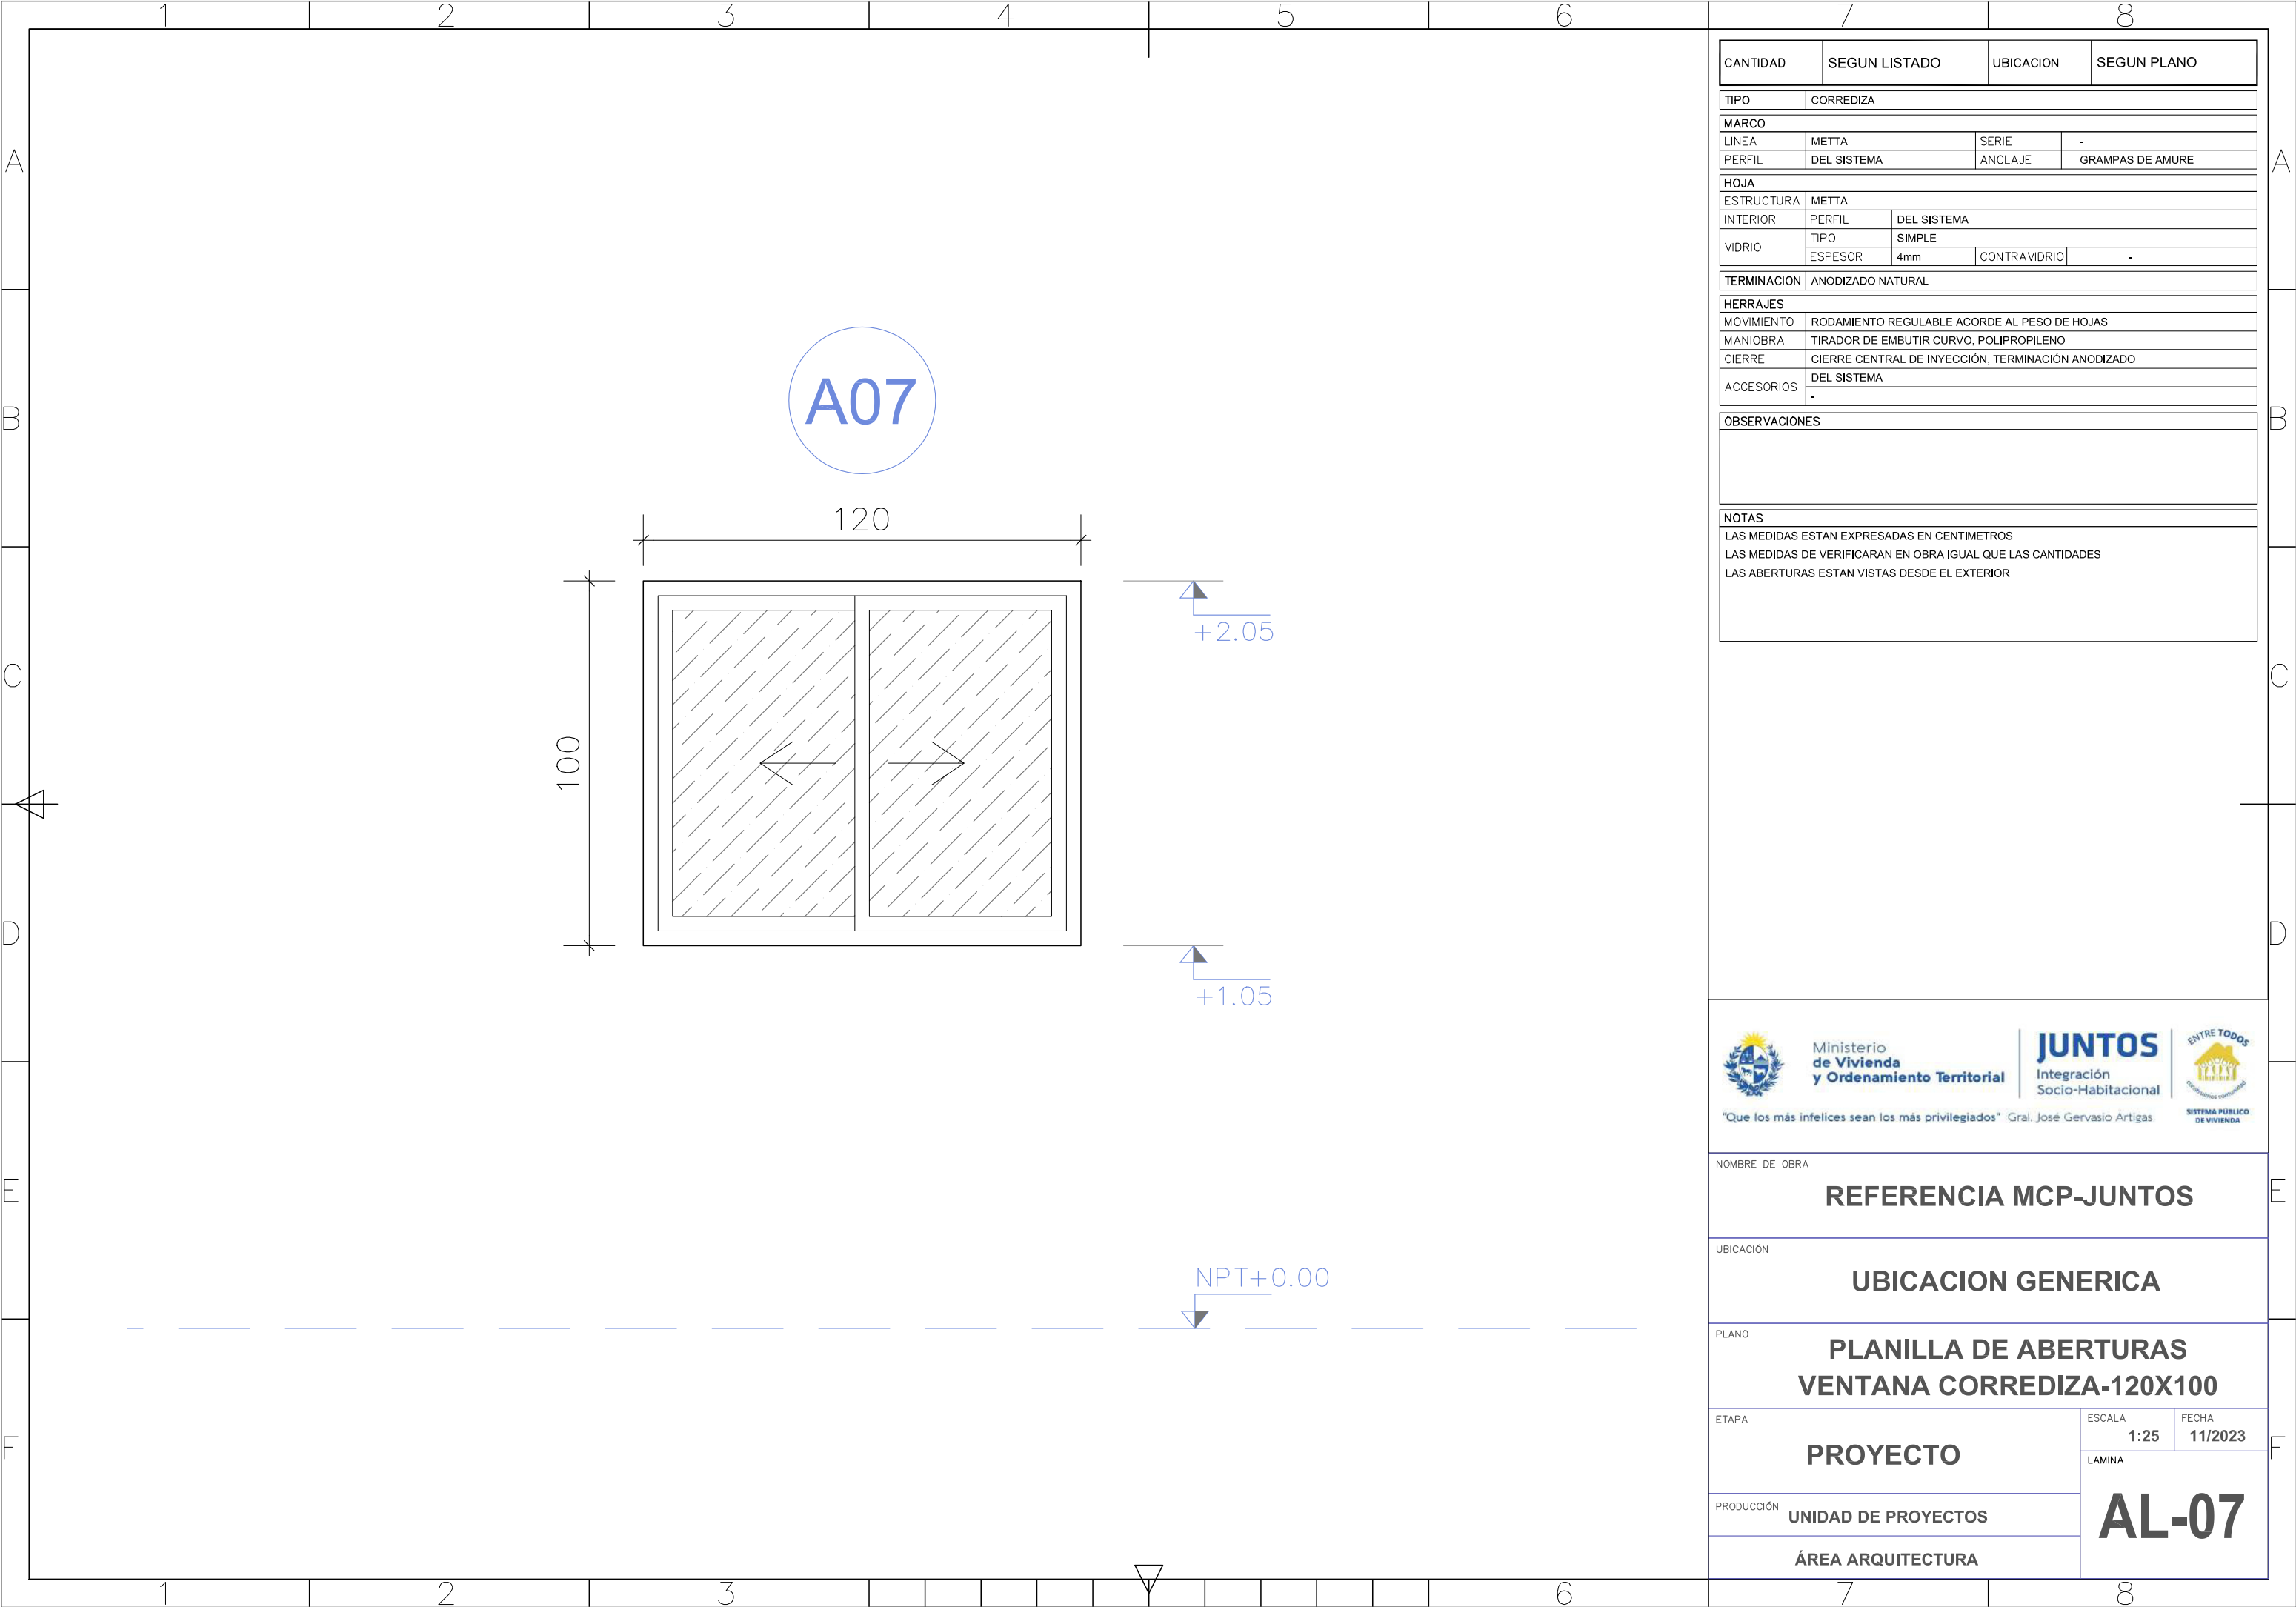 1 2 3 4 5 6 7 8
A
B
C
D
E
F
A
B
C
D
E
F
A07
120
100
+2.05
+1.05
NPT+0.00
CANTIDAD SEGUN LISTADO UBICACION SEGUN PLANO
TIPO CORREDIZA
MARCO
LINEA METTA SERIE -
PERFIL DEL SISTEMA ANCLAJE GRAMPAS DE AMURE
HOJA
ESTRUCTURA METTA
INTERIOR PERFIL DEL SISTEMA
VIDRIO TIPO SIMPLE
ESPESOR 4mm CONTRAVIDRIO -
TERMINACION ANODIZADO NATURAL
HERRAJES
MOVIMIENTO RODAMIENTO REGULABLE ACORDE AL PESO DE HOJAS
MANIOBRA TIRADOR DE EMBUTIR CURVO, POLIPROPILENO
CIERRE CIERRE CENTRAL DE INYECCIÓN, TERMINACIÓN ANODIZADO
ACCESORIOS DEL SISTEMA
-
OBSERVACIONES
NOTAS
LAS MEDIDAS ESTAN EXPRESADAS EN CENTIMETROS
LAS MEDIDAS DE VERIFICARAN EN OBRA IGUAL QUE LAS CANTIDADES
LAS ABERTURAS ESTAN VISTAS DESDE EL EXTERIOR
Ministerio
de Vivienda
y Ordenamiento Territorial
JUNTOS
Integración
Socio-Habitacional
ENTRE TODOS
construimos comunidad
SISTEMA PÚBLICO
DE VIVIENDA
"Que los más infelices sean los más privilegiados" Gral. José Gervasio Artigas
NOMBRE DE OBRA
REFERENCIA MCP-JUNTOS
UBICACIÓN
UBICACION GENERICA
PLANO
PLANILLA DE ABERTURAS
VENTANA CORREDIZA-120X100
ETAPA
PROYECTO
ESCALA
1:25
FECHA
11/2023
LAMINA
AL-07
PRODUCCIÓN
UNIDAD DE PROYECTOS
ÁREA ARQUITECTURA
1 2 3 6 7 8